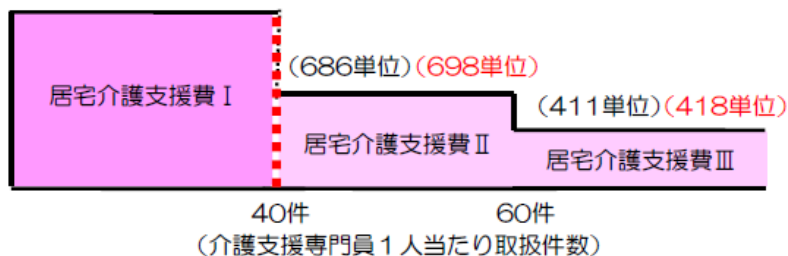 (686単位)(698単位)
居宅介護支援費Ⅰ
(411単位)(418単位)
居宅介護支援費Ⅱ
居宅介護支援費Ⅲ
40件
60件
(介護支援専門員1人当たり取扱件数)